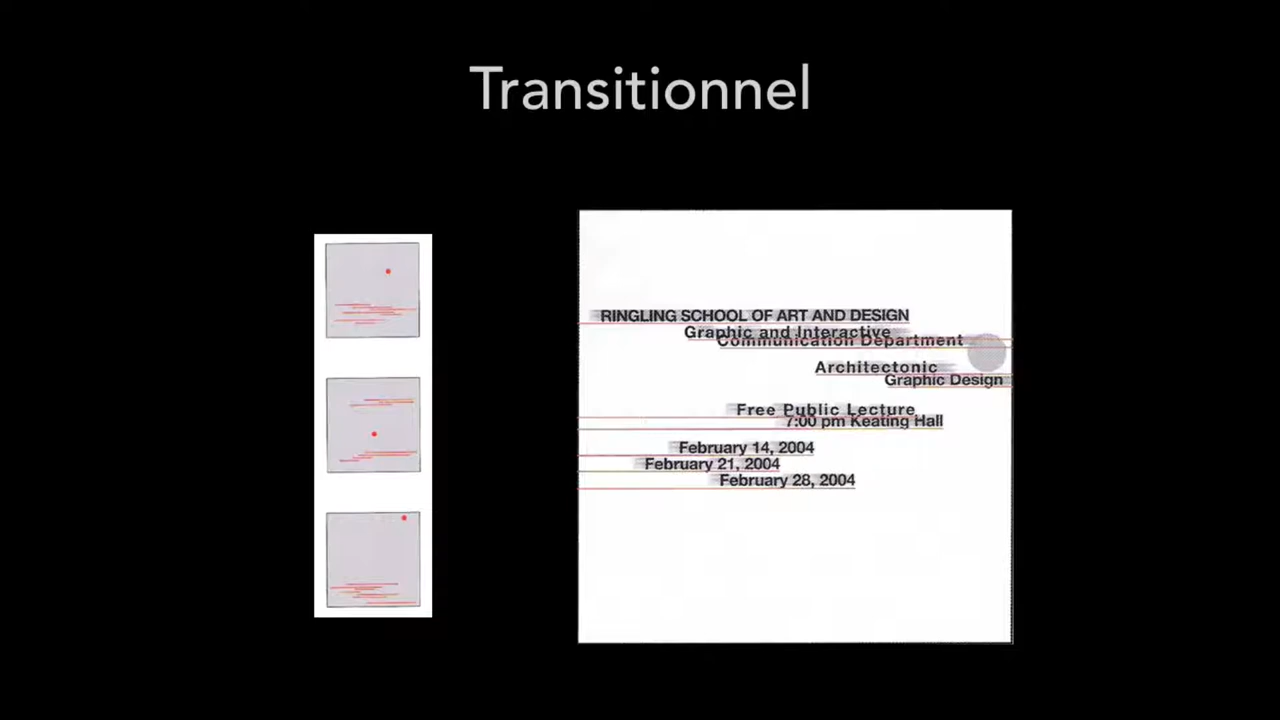 Transitionnel
RINGLING SCHOOL OF ART AND DESIGN
Graphic and Interactive
Communication Department
Architectonic
Graphic Design
Free Public Lecture
7:00 pm Keating Hall
February 14, 2004
February 21, 2004
February 28, 2004